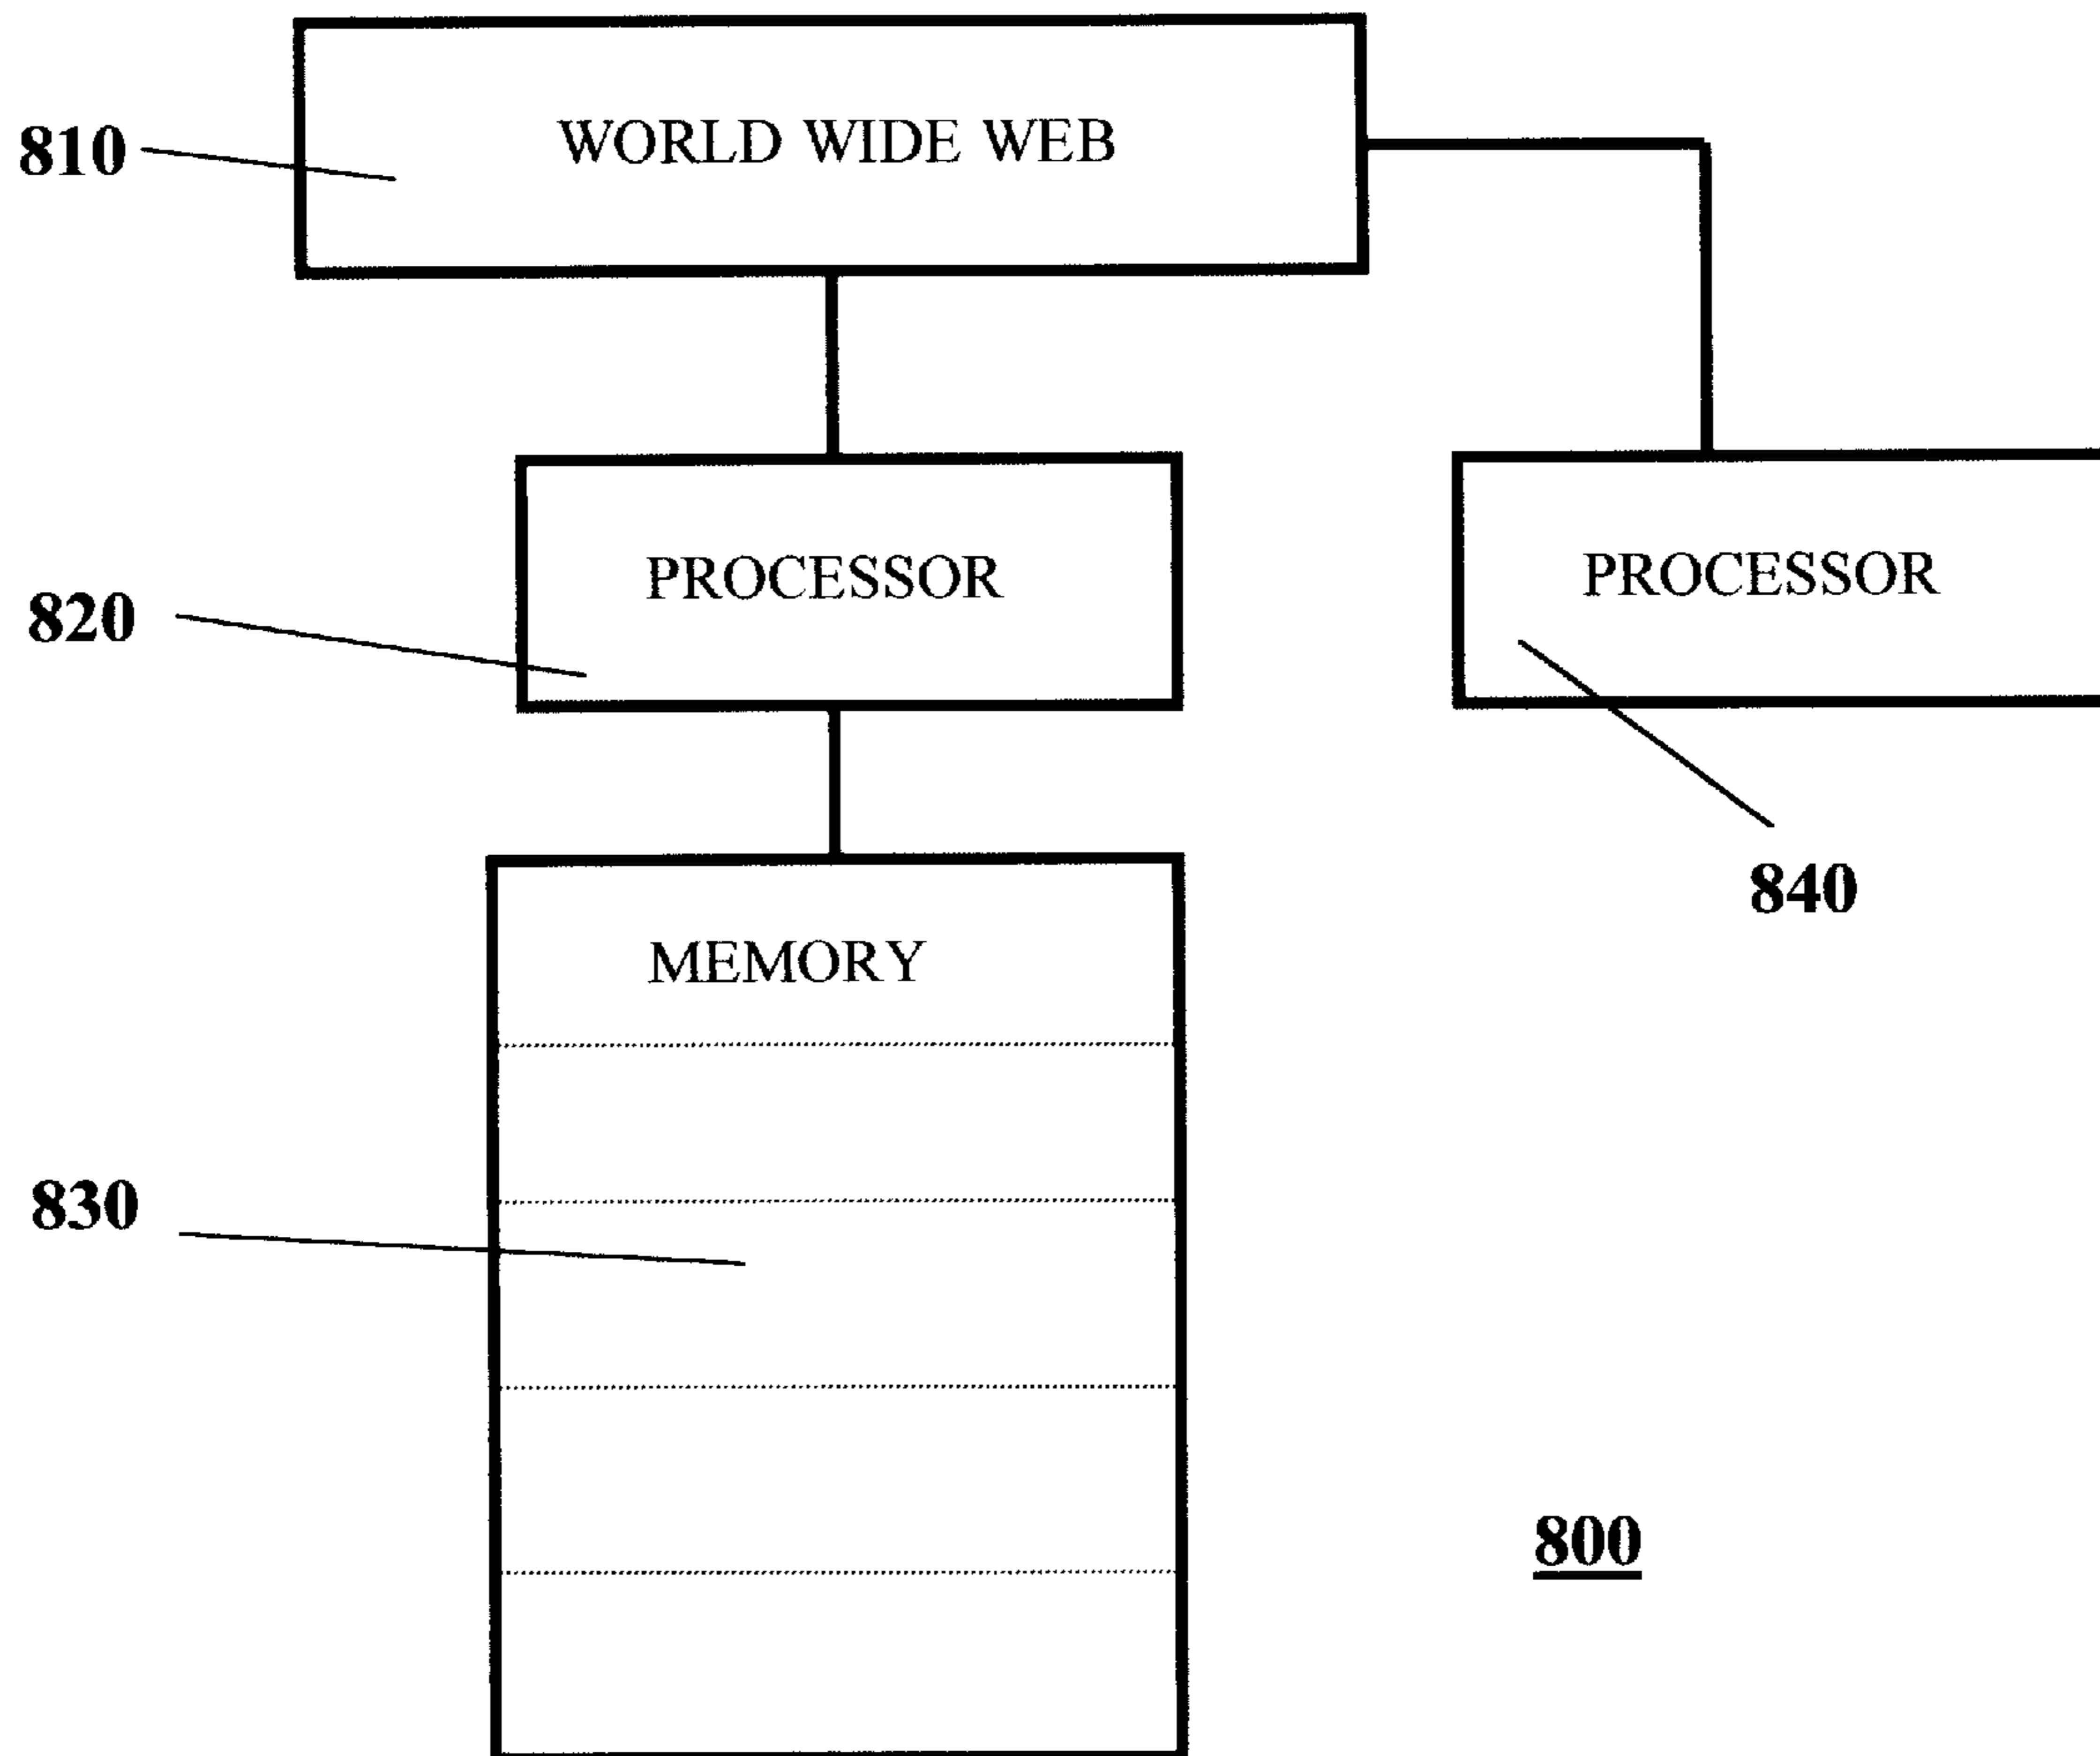 WORLD WIDE WEB
810
PROCESSOR
PROCESSOR
820
840
MEMORY
830
800